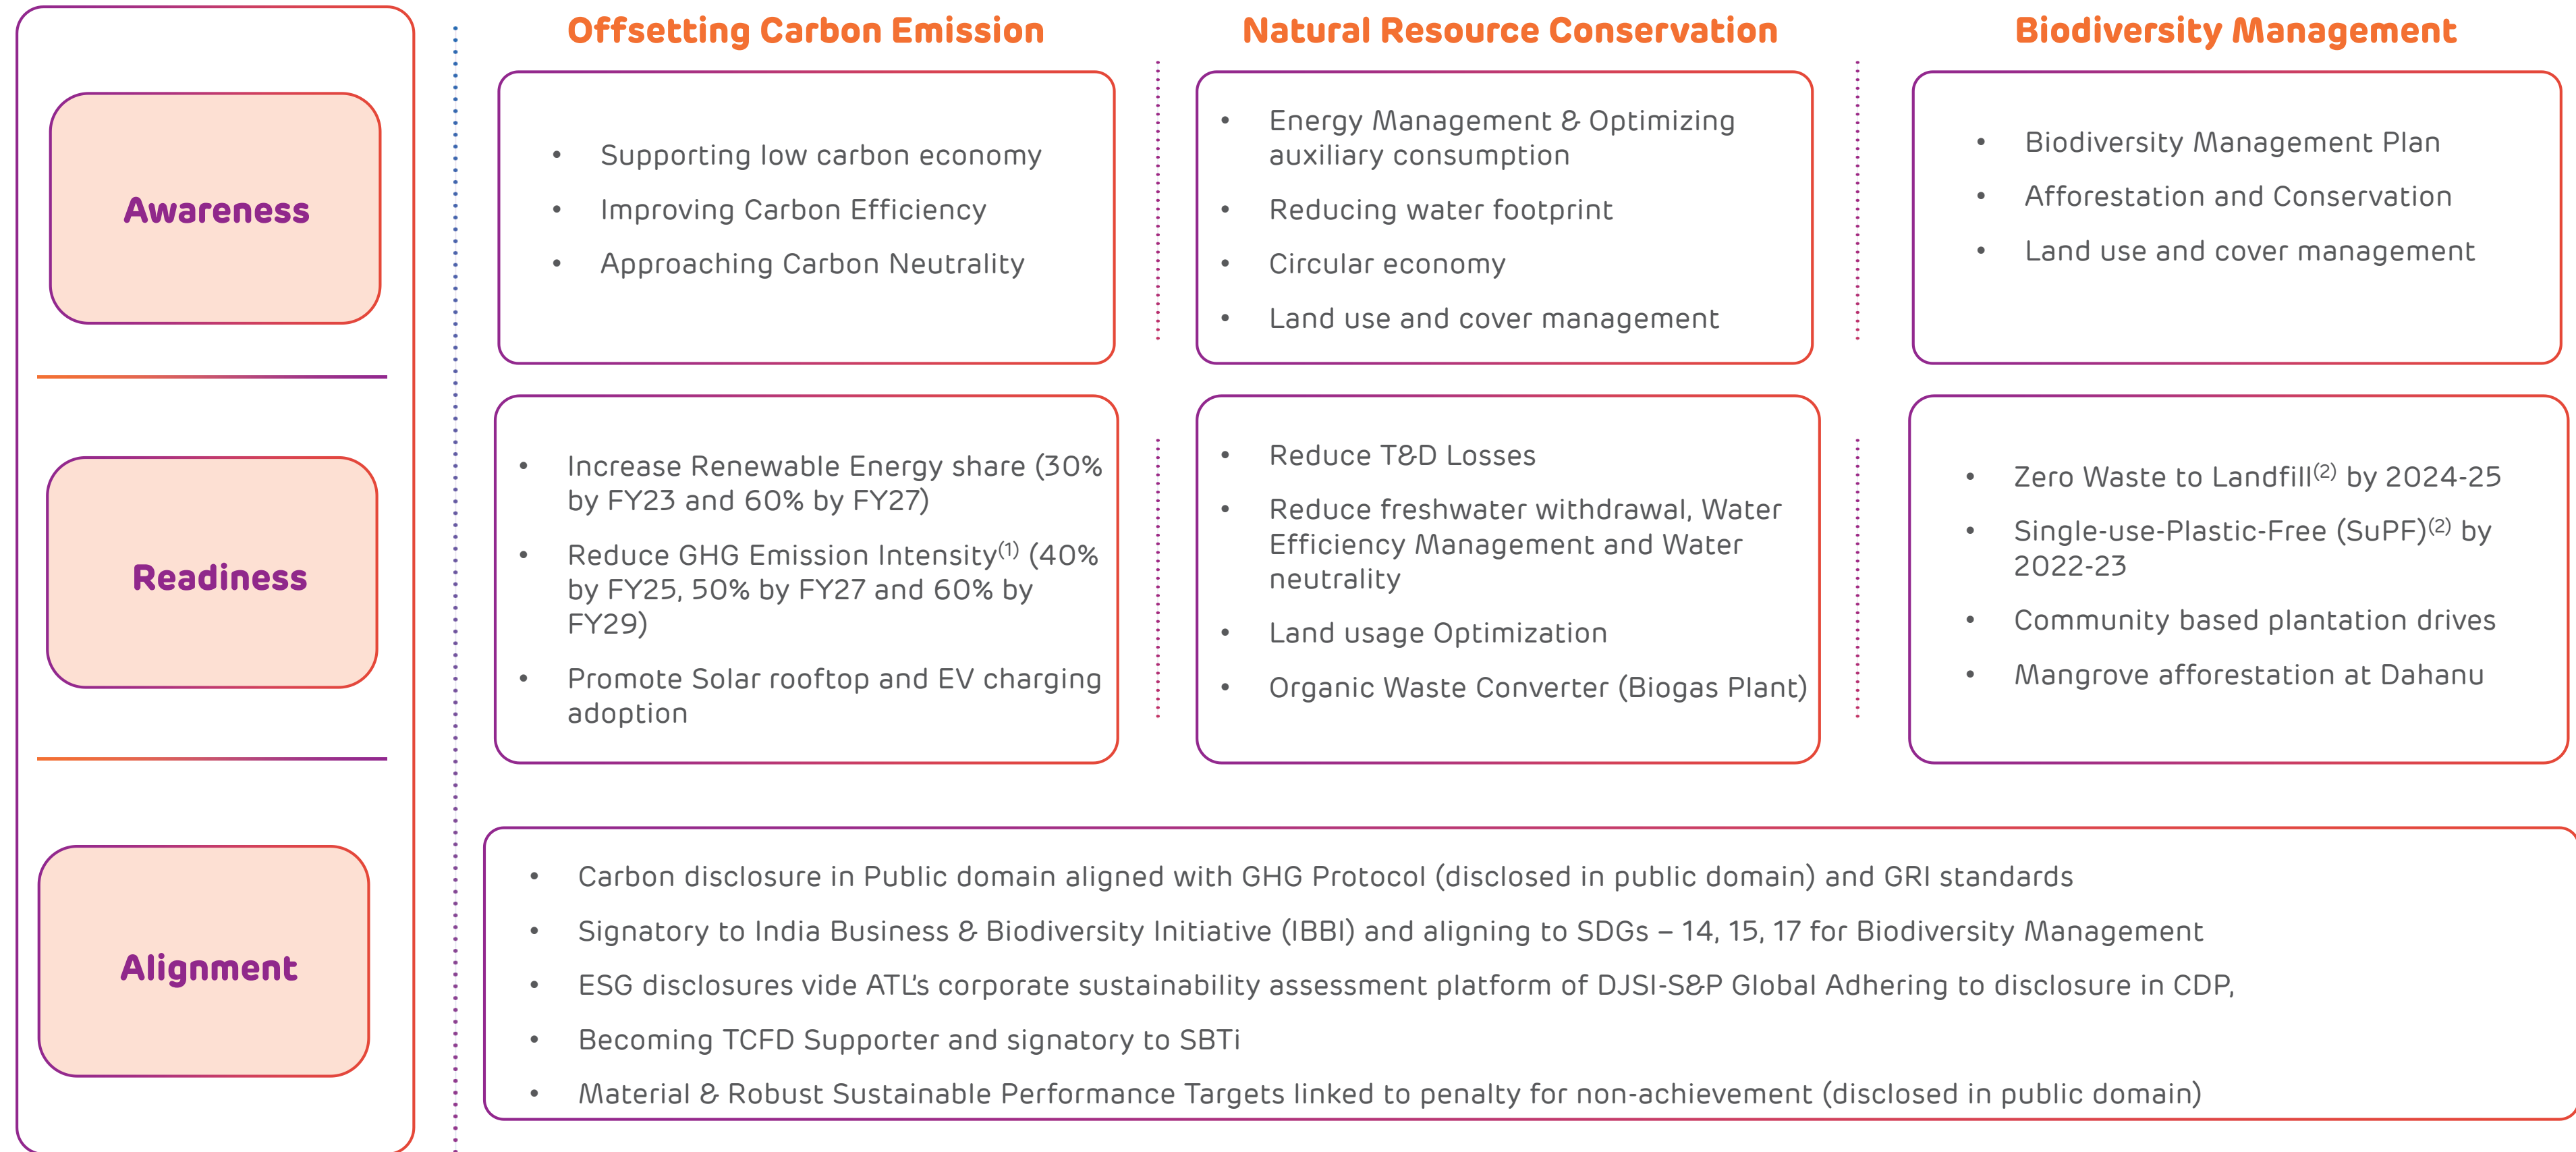 Offsetting Carbon Emission
Natural Resource Conservation
Biodiversity Management
Awareness
• Supporting low carbon economy
• Improving Carbon Efficiency
• Approaching Carbon Neutrality
• Energy Management & Optimizing
auxiliary consumption
• Reducing water footprint
• Circular economy
• Land use and cover management
• Biodiversity Management Plan
• Afforestation and Conservation
• Land use and cover management
Readiness
• Increase Renewable Energy share (30%
by FY23 and 60% by FY27)
• Reduce GHG Emission Intensity(1) (40%
by FY25, 50% by FY27 and 60% by
FY29)
• Promote Solar rooftop and EV charging
adoption
• Reduce T&D Losses
• Reduce freshwater withdrawal, Water
Efficiency Management and Water
neutrality
• Land usage Optimization
• Organic Waste Converter (Biogas Plant)
• Zero Waste to Landfill(2) by 2024-25
• Single-use-Plastic-Free (SuPF)(2) by
2022-23
• Community based plantation drives
• Mangrove afforestation at Dahanu
Alignment
• Carbon disclosure in Public domain aligned with GHG Protocol (disclosed in public domain) and GRI standards
• Signatory to India Business & Biodiversity Initiative (IBBI) and aligning to SDGs – 14, 15, 17 for Biodiversity Management
• ESG disclosures vide ATL's corporate sustainability assessment platform of DJSI-S&P Global Adhering to disclosure in CDP,
• Becoming TCFD Supporter and signatory to SBTi
• Material & Robust Sustainable Performance Targets linked to penalty for non-achievement (disclosed in public domain)